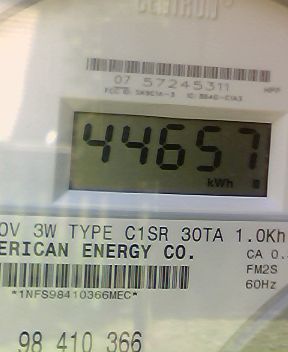 CENTRON
07 57245311
44657
kWh
0V 3W TYPE C1SR 30TA 1.0Kh
ERICAN ENERGY CO.
CA 0.
FM2S
60Hz
*1NFS98410366MEC*
98 410 366